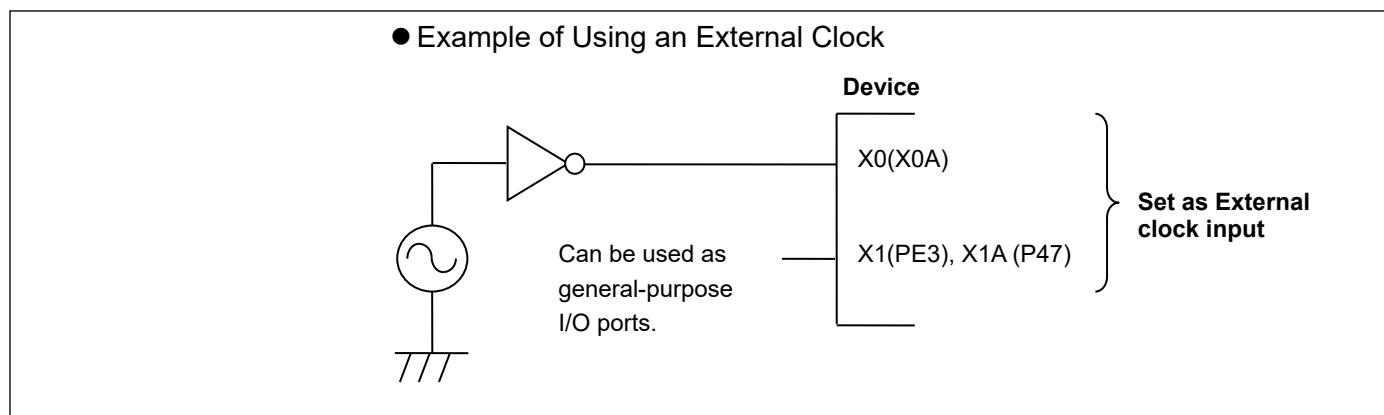 ● Example of Using an External Clock
Device
X0(X0A)
Set as External
clock input
Can be used as
general-purpose
I/O ports.
X1(PE3), X1A (P47)